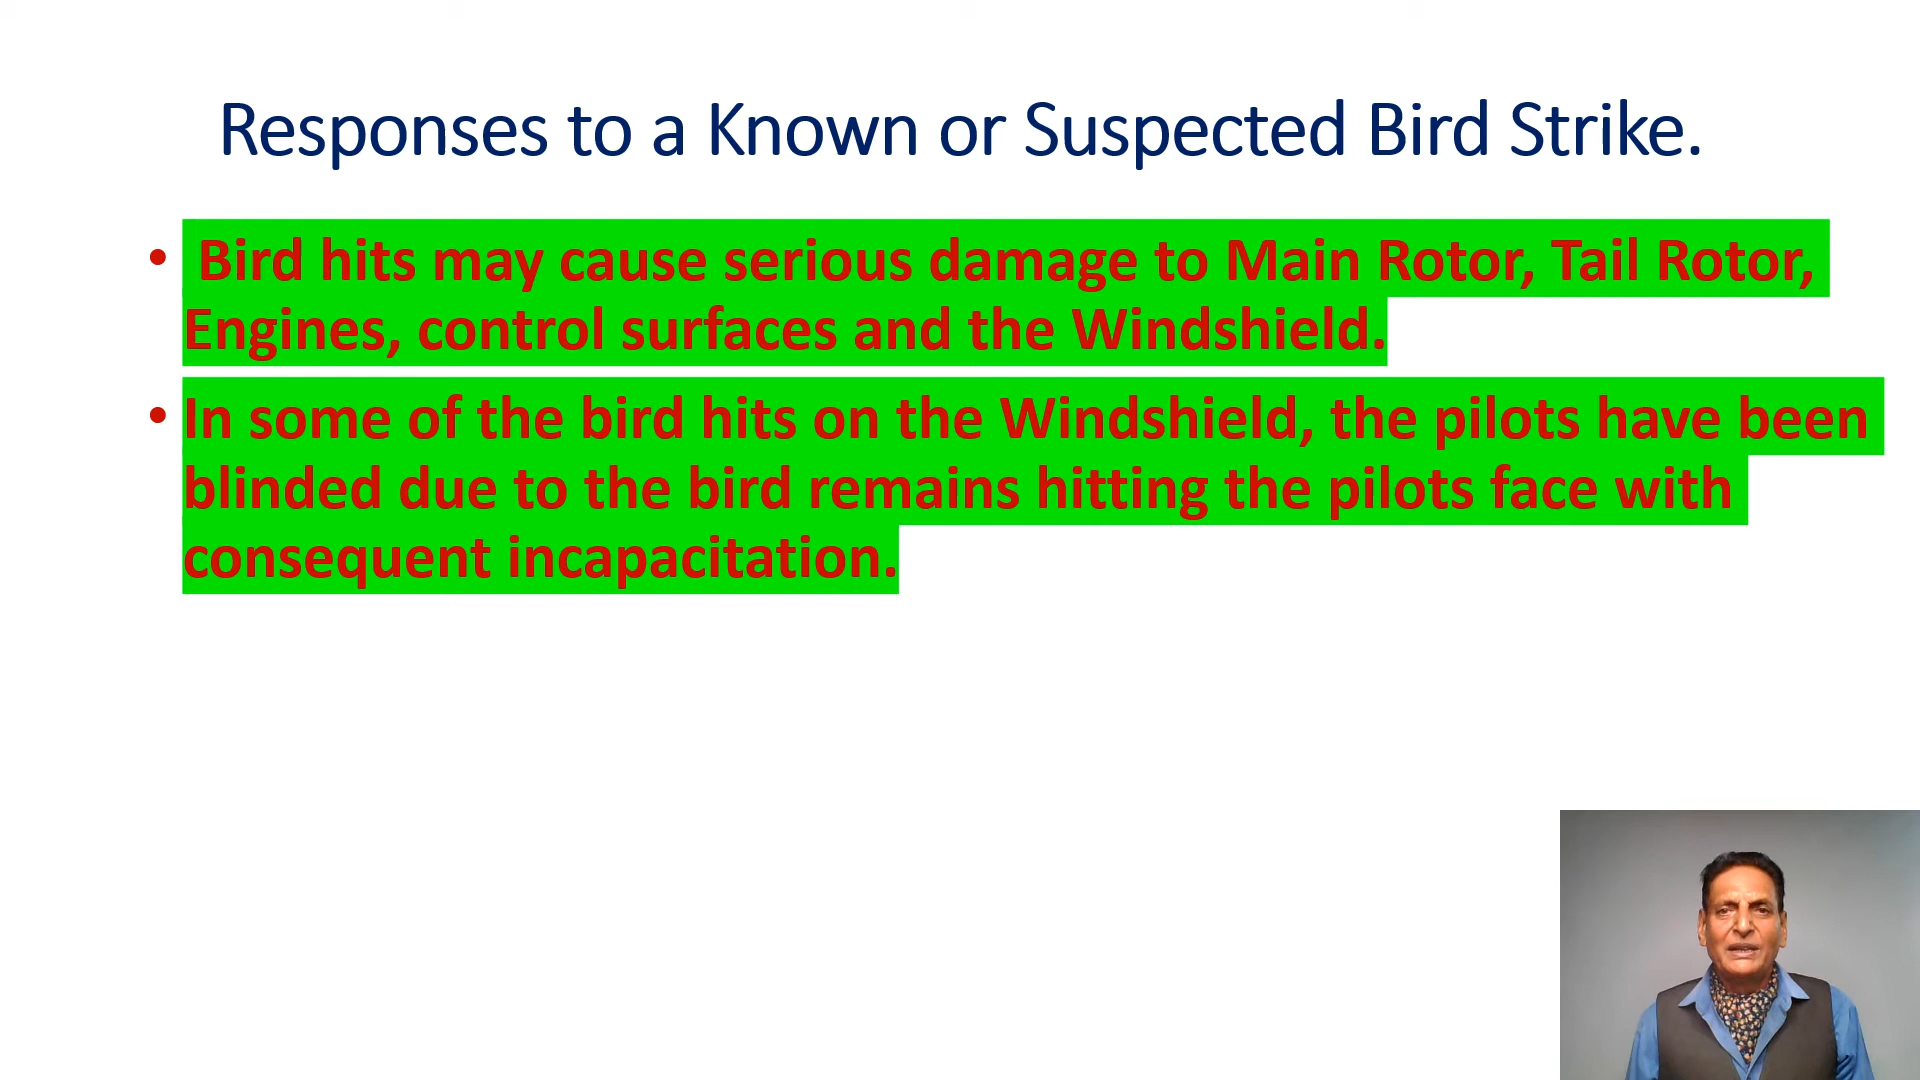 Responses to a Known or Suspected Bird Strike.
• Bird hits may cause serious damage to Main Rotor, Tail Rotor,
Engines, control surfaces and the Windshield.
• In some of the bird hits on the Windshield, the pilots have been
blinded due to the bird remains hitting the pilots face with
consequent incapacitation.